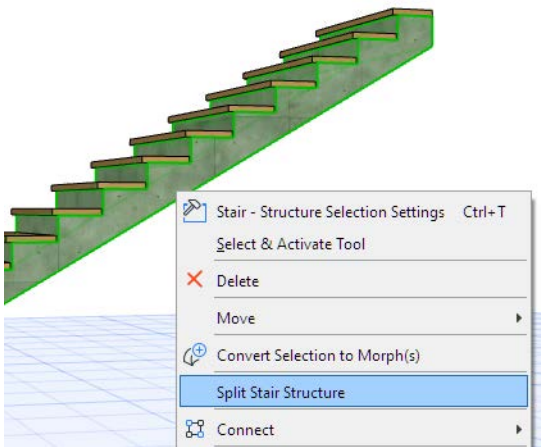 Stair - Structure Selection Settings Ctrl+T
Select & Activate Tool
Delete
Move
Convert Selection to Morph(s)
Split Stair Structure
Connect